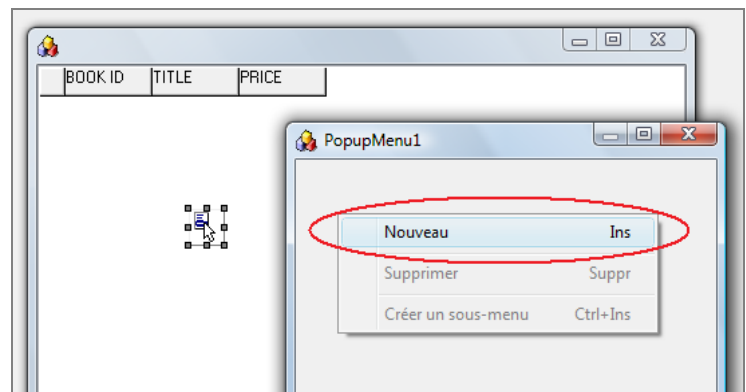 BOOK ID TITLE PRICE
PopupMenu1
Nouveau Ins
Supprimer Suppr
Créer un sous-menu Ctrl+Ins